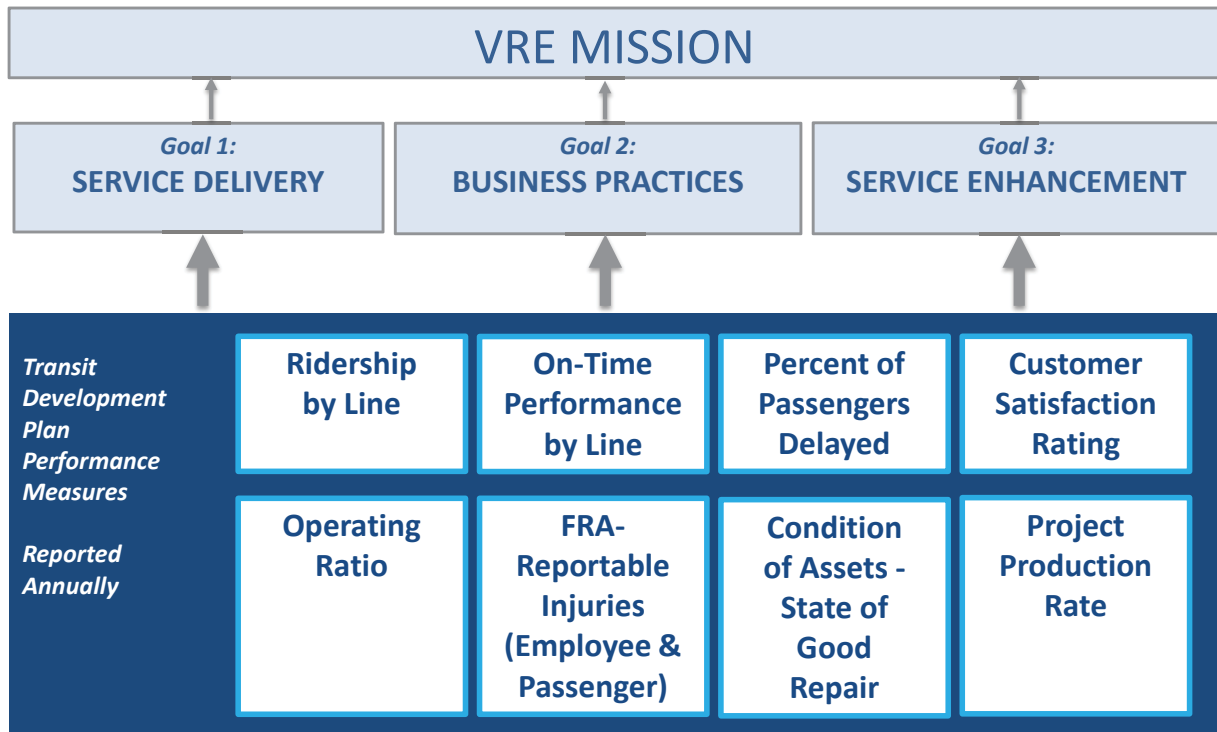 VRE MISSION
Goal 1:
SERVICE DELIVERY
Goal 2:
BUSINESS PRACTICES
Goal 3:
SERVICE ENHANCEMENT
Transit
Development
Plan
Performance
Measures
Reported
Annually
Ridership
by Line
On-Time
Performance
by Line
Percent of
Passengers
Delayed
Customer
Satisfaction
Rating
Operating
Ratio
FRA-
Reportable
Injuries
(Employee &
Passenger)
Condition
of Assets -
State of
Good
Repair
Project
Production
Rate